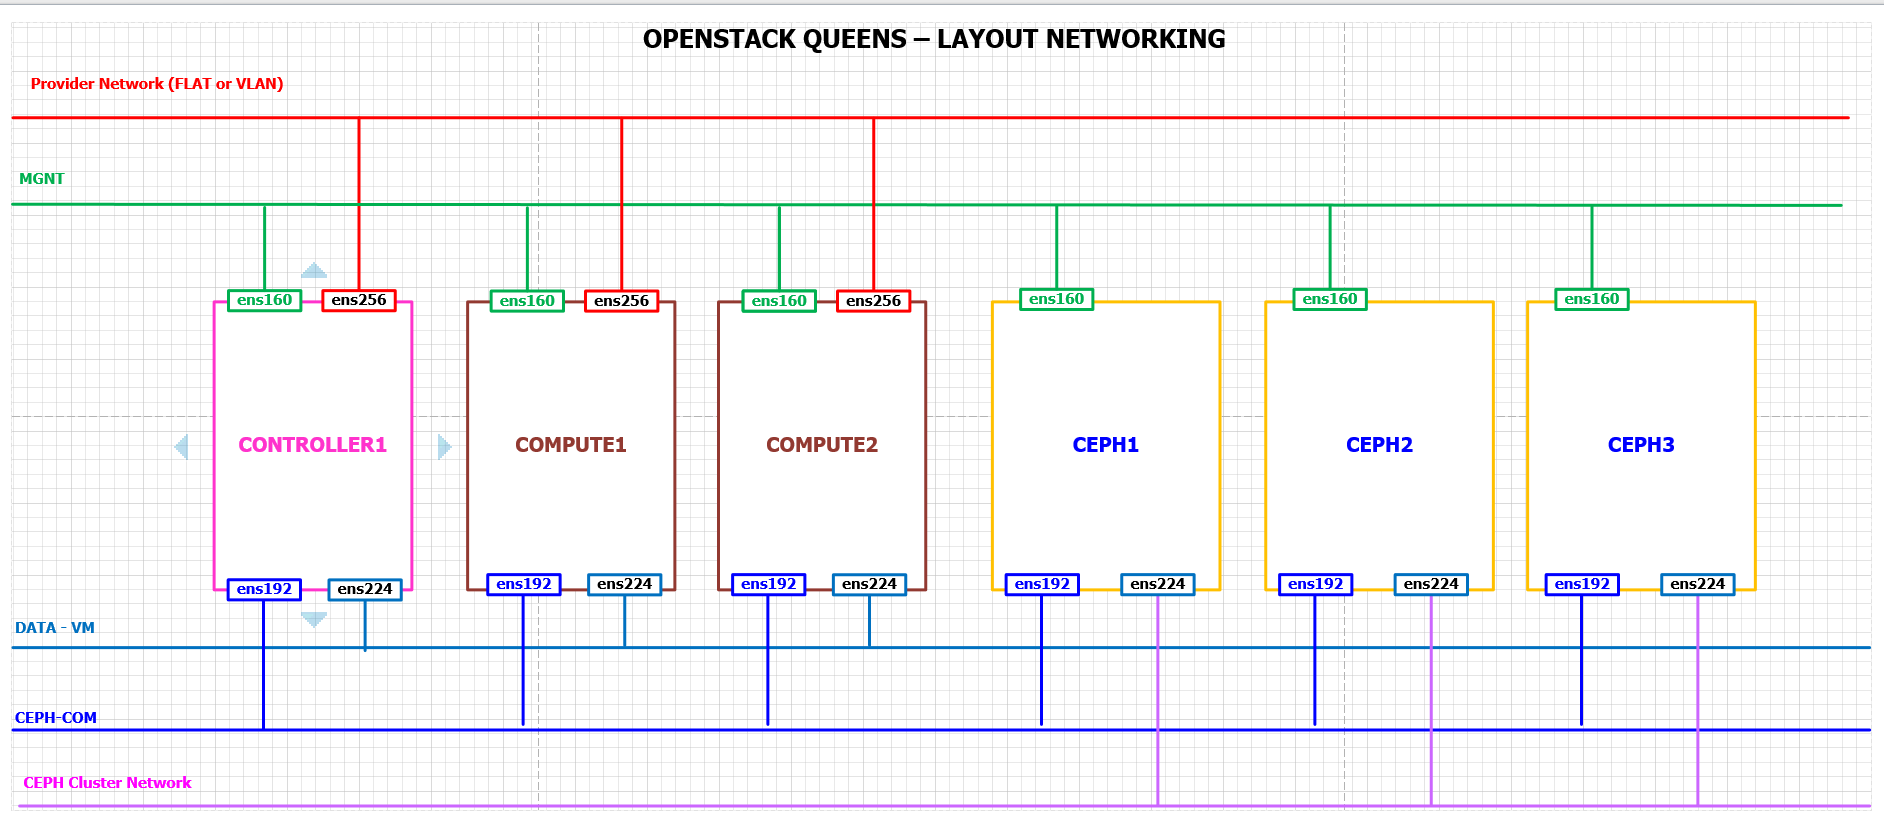 OPENSTACK QUEENS – LAYOUT NETWORKING
Provider Network (FLAT or VLAN)
MGNT
ens160
ens256
ens160
ens256
ens160
ens256
ens160
ens160
ens160
CONTROLLER1
COMPUTE1
COMPUTE2
CEPH1
CEPH2
CEPH3
ens192
ens224
ens192
ens224
ens192
ens224
ens192
ens224
ens192
ens224
ens192
ens224
DATA - VM
CEPH-COM
CEPH Cluster Network